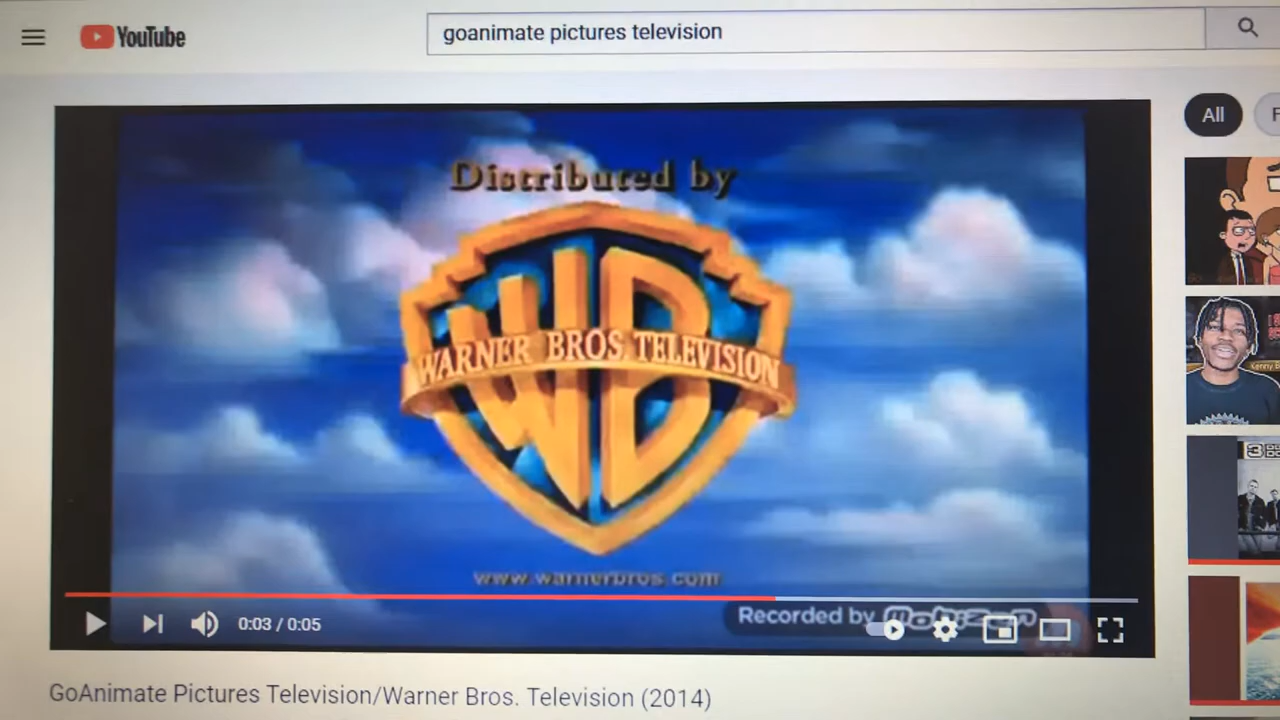 YouTube
goanimate pictures television
All
Distributed by
WB
WARNER BROS. TELEVISION
www.warnerbros.com
Recorded by mobizen
0:03 / 0:05
GoAnimate Pictures Television/Warner Bros. Television (2014)